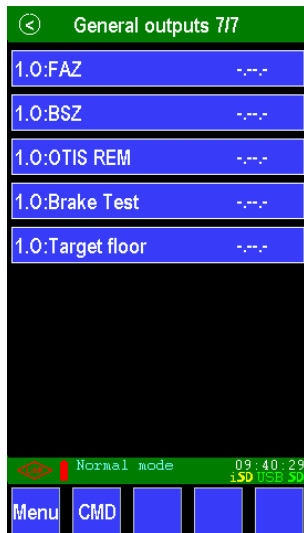 General outputs 7/7
1.O:FAZ -.--.-
1.O:BSZ -.--.-
1.O:OTIS REM -.--.-
1.O:Brake Test -.--.-
1.O:Target floor -.--.-
Normal mode 09:40:29
iSD USB SD
Menu CMD